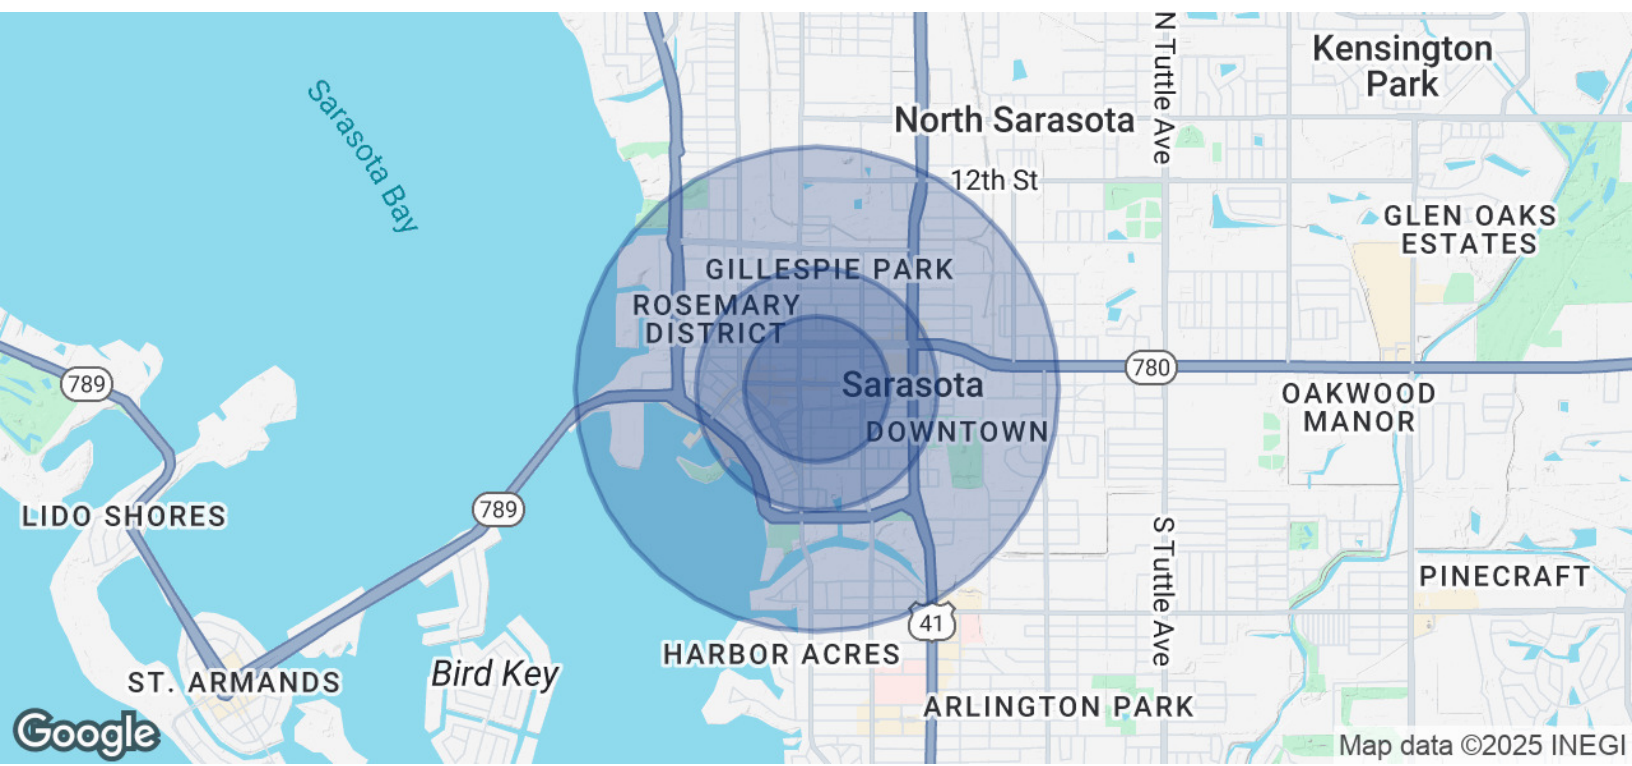 N Tuttle Ave
Kensington
Park
Sarasota Bay
North Sarasota
12th St
GLEN OAKS
ESTATES
GILLESPIE PARK
ROSEMARY
DISTRICT
780
789
Sarasota
OAKWOOD
MANOR
DOWNTOWN
789
LIDO SHORES
S Tuttle Ave
PINECRAFT
41
HARBOR ACRES
Bird Key
ST. ARMANDS
ARLINGTON PARK
Google
Map data ©2025 INEGI